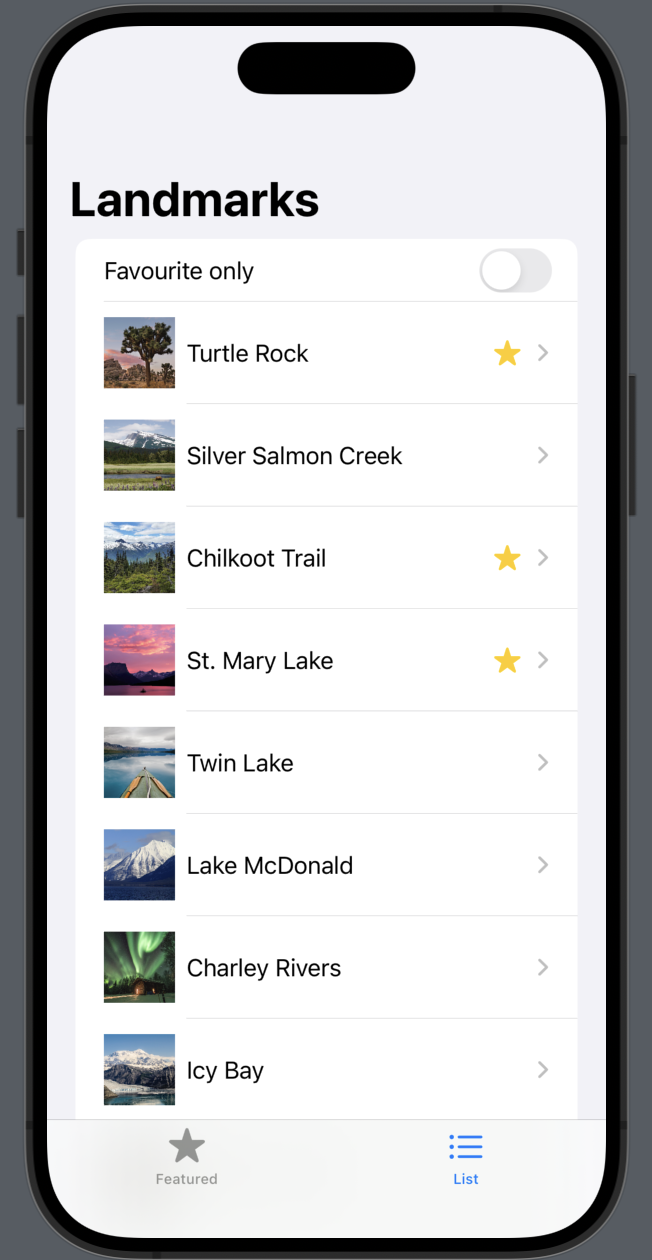 Landmarks
Favourite only
Turtle Rock
Silver Salmon Creek
Chilkoot Trail
St. Mary Lake
Twin Lake
Lake McDonald
Charley Rivers
Icy Bay
Featured
List